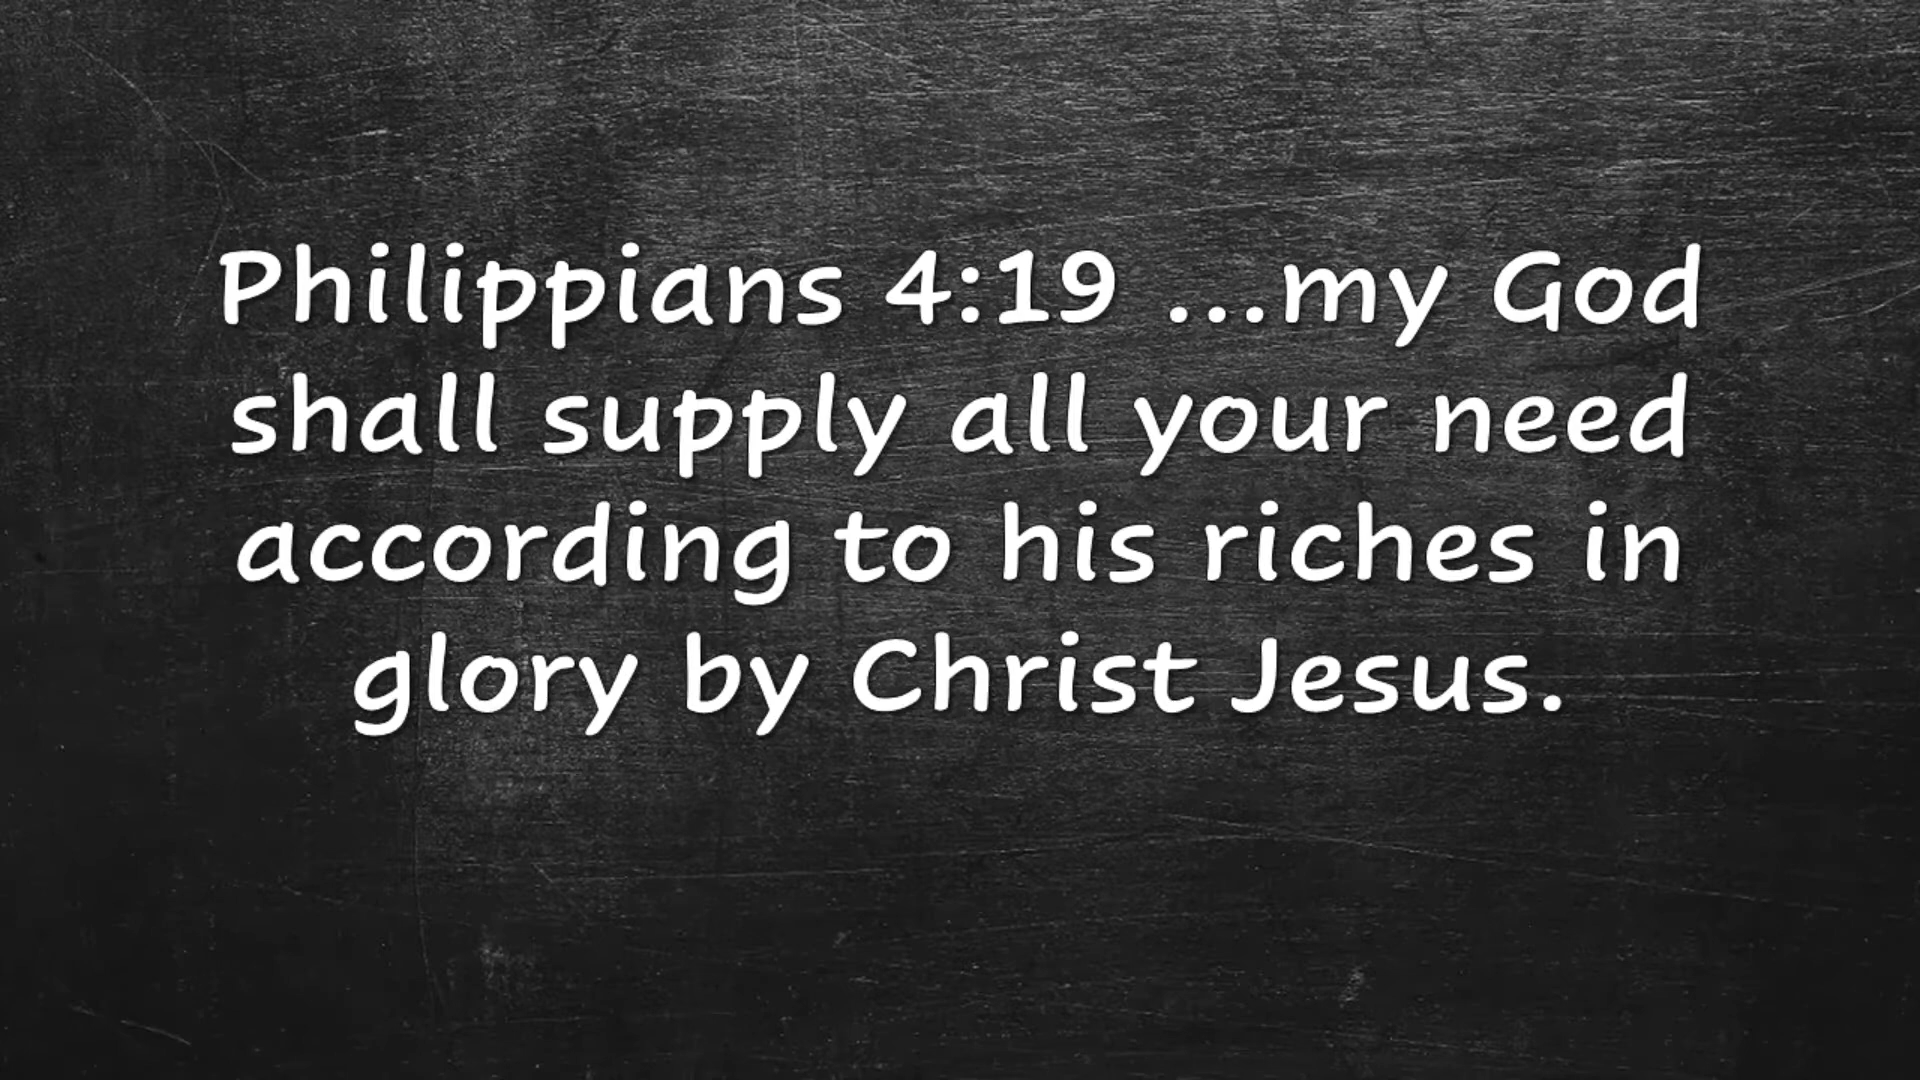 Philippians 4:19 ...my God
shall supply all your need
according to his riches in
glory by Christ Jesus.